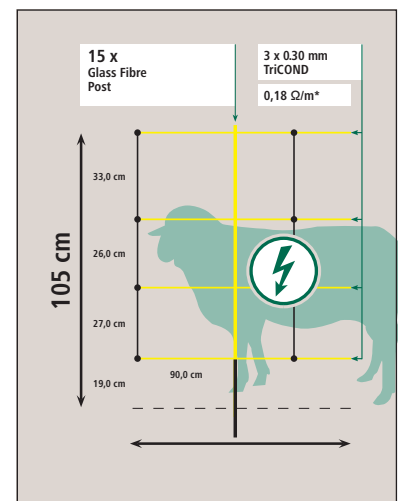 15 x
Glass Fibre
Post
3 x 0.30 mm
TriCOND
0,18 Ω/m*
105 cm
33,0 cm
26,0 cm
27,0 cm
19,0 cm
90,0 cm